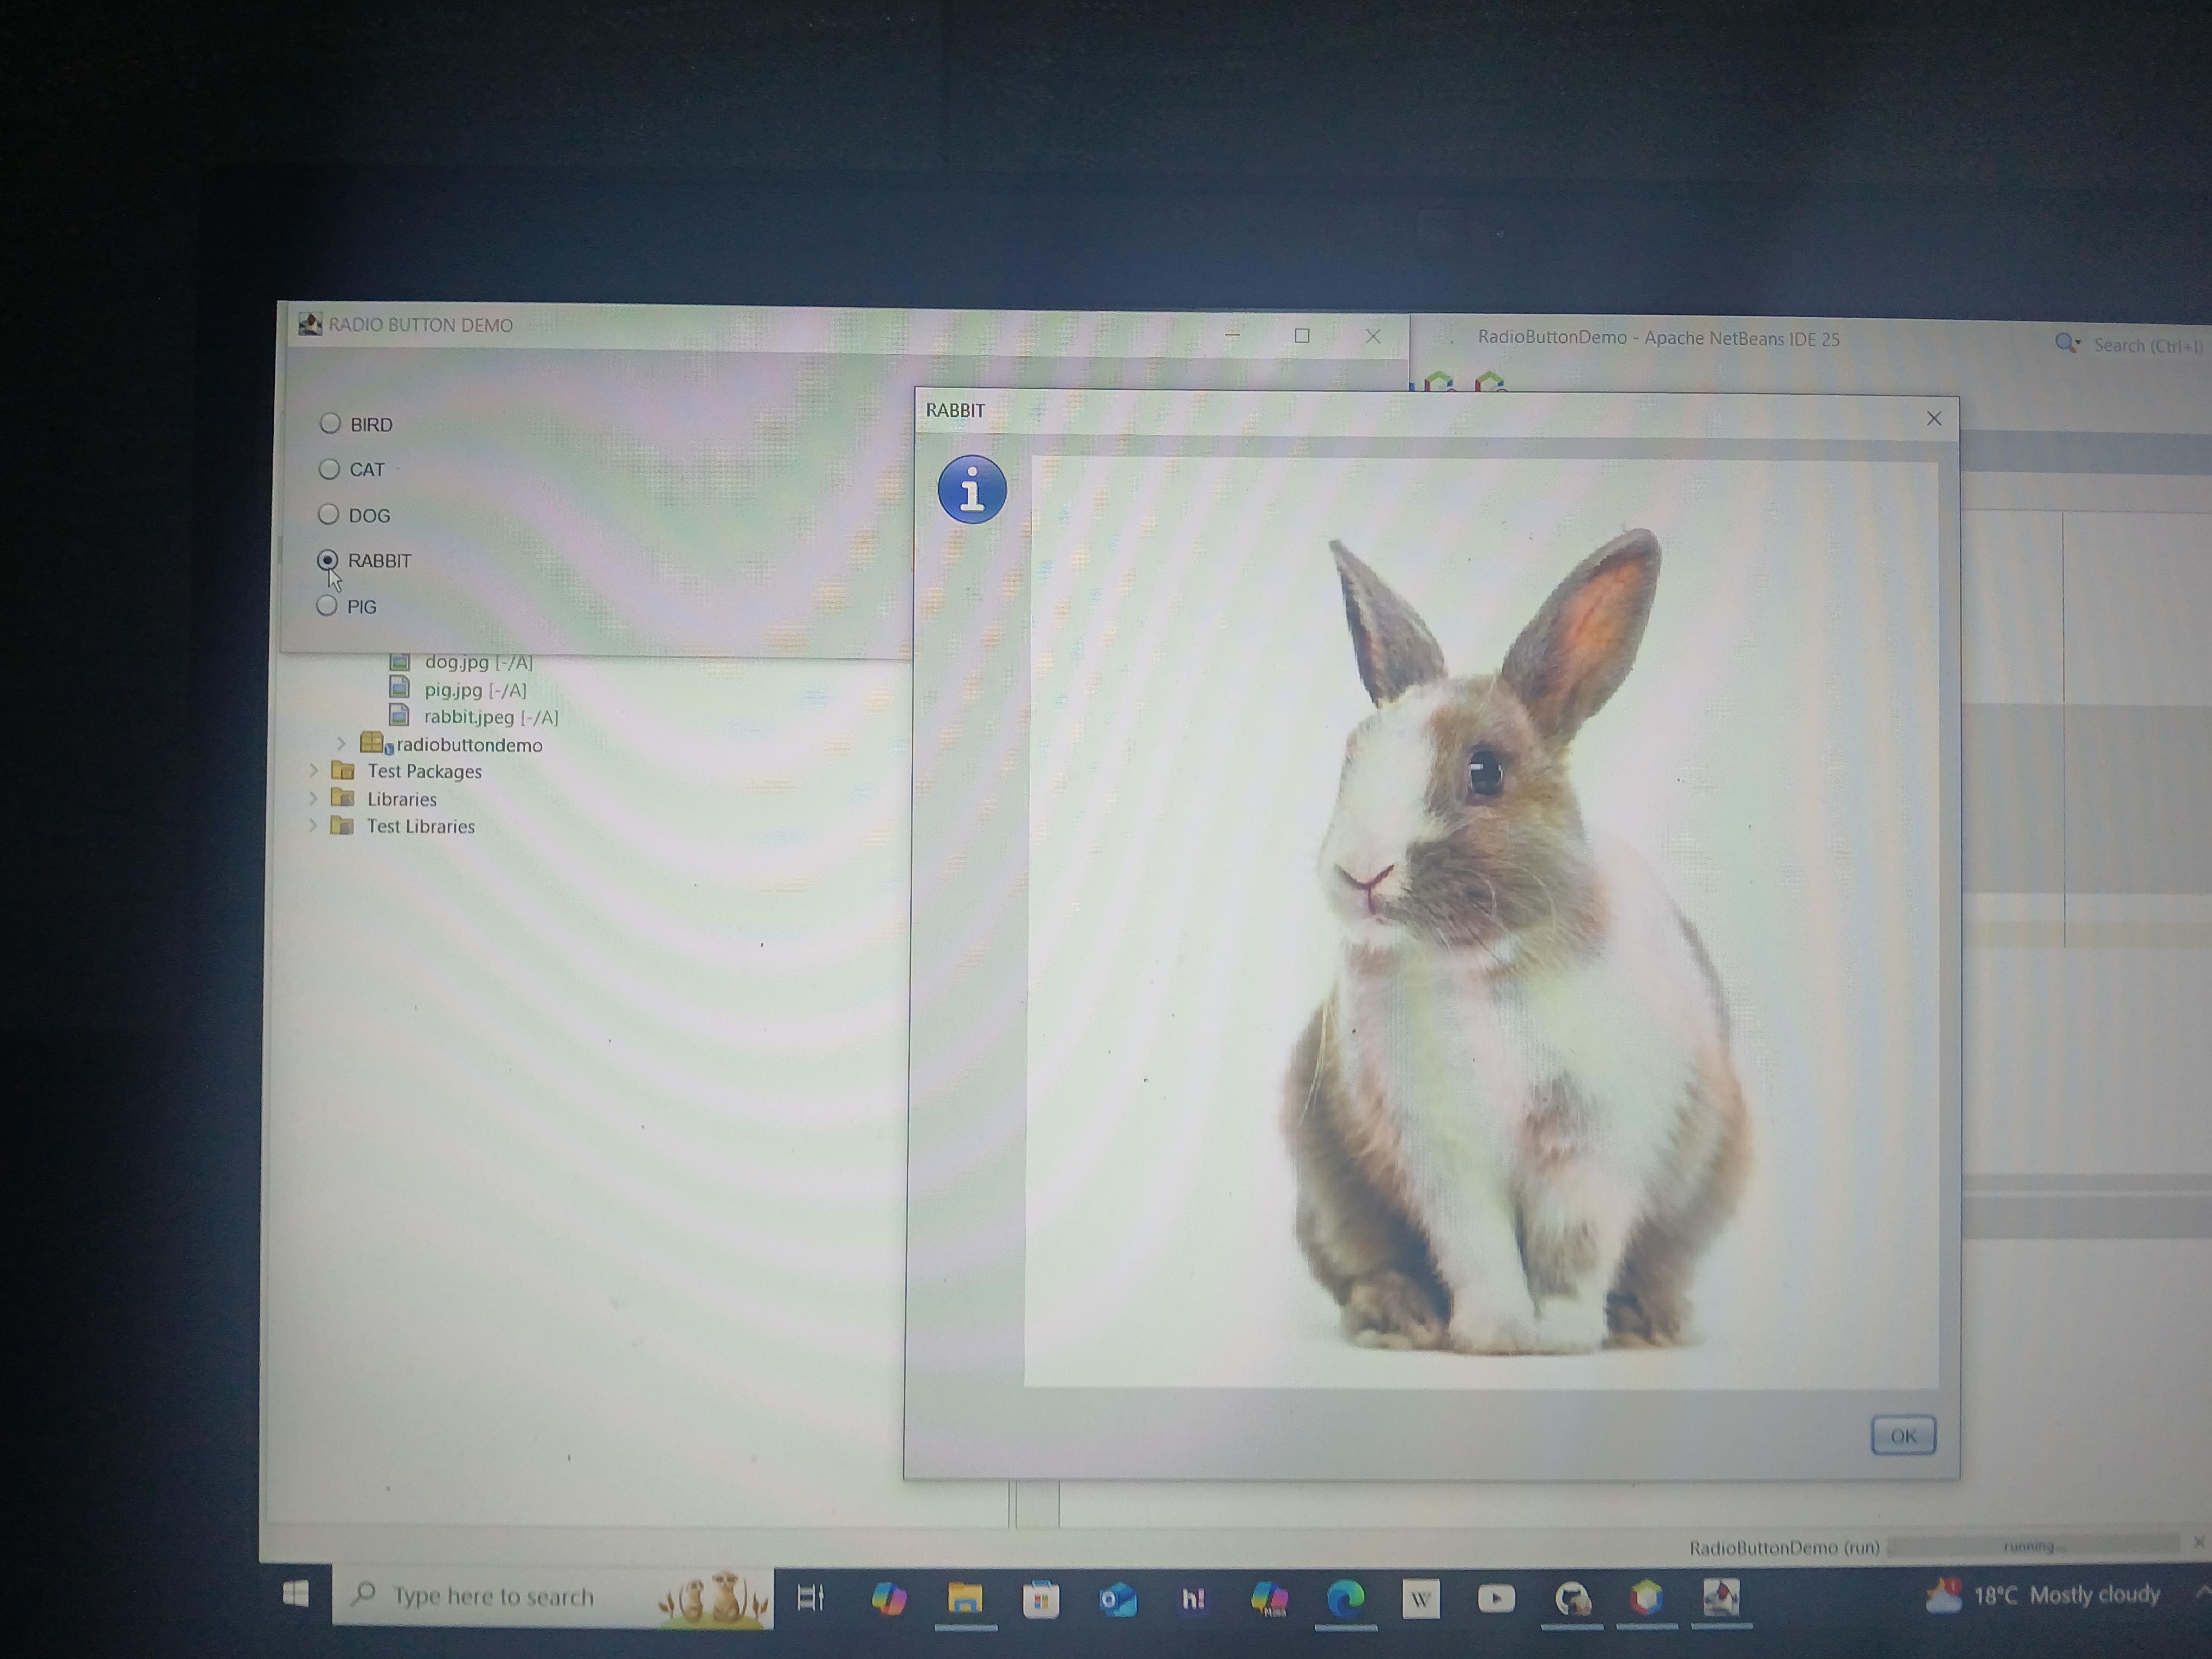 RADIO BUTTON DEMO
RadioButtonDemo - Apache NetBeans IDE 25
Search (Ctrl+I)
BIRD
CAT
DOG
RABBIT
PIG
RABBIT
dog.jpg [-/A]
pig.jpg [-/A]
rabbit.jpeg [-/A]
radiobuttondemo
Test Packages
Libraries
Test Libraries
OK
RadioButtonDemo (run)
running...
Type here to search
h!
W
18°C Mostly cloudy